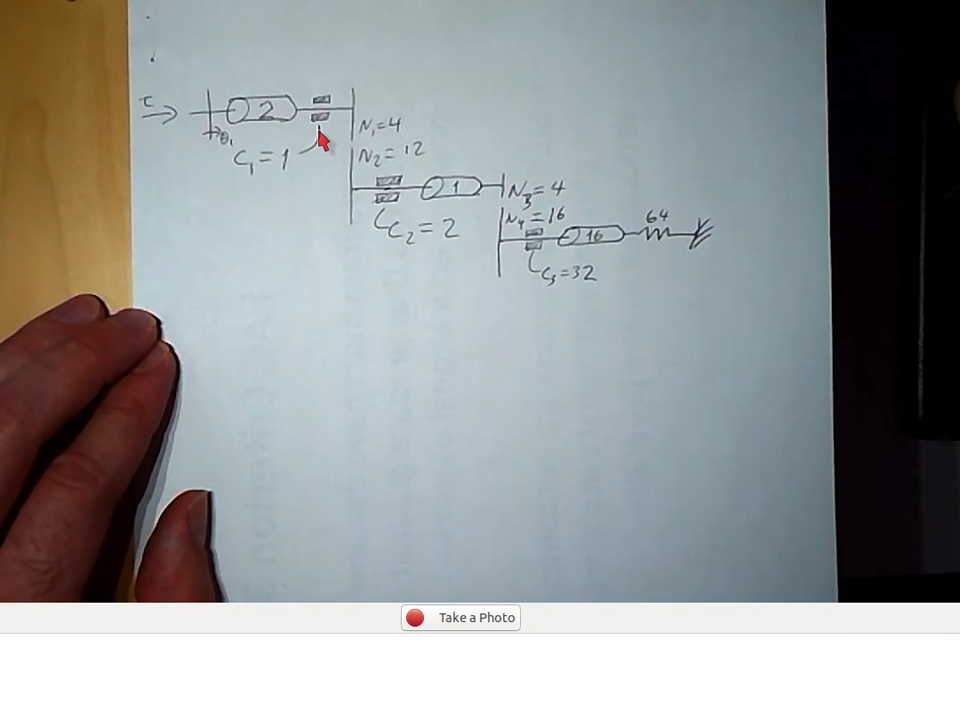 τ
2
θ₁
C₁ = 1
N₁ = 4
N₂ = 12
1
N₃ = 4
C₂ = 2
N₄ = 16
16
64
C₃ = 32
Take a Photo